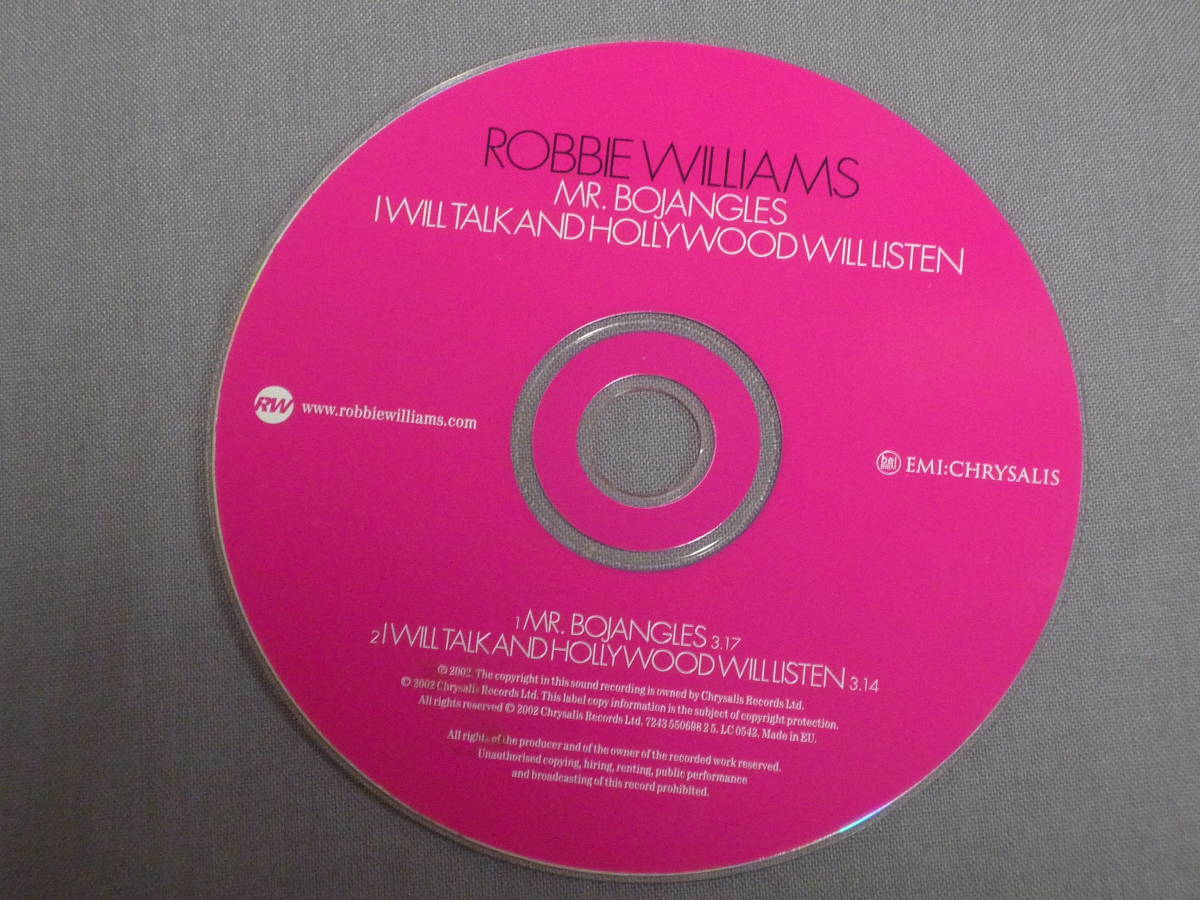 ROBBIE WILLIAMS
MR. BOJANGLES
I WILL TALK AND HOLLYWOOD WILL LISTEN
RW www.robbiewilliams.com
EMI:CHRYSALIS
1 MR. BOJANGLES 3.17
2 I WILL TALK AND HOLLYWOOD WILL LISTEN 3.14
℗ 2002. The copyright in this sound recording is owned by Chrysalis Records Ltd.
© 2002 Chrysalis Records Ltd. This label copy information is the subject of copyright protection.
All rights reserved © 2002 Chrysalis Records Ltd. 7243 550698 2 5. LC 0542. Made in EU.
All rights of the producer and of the owner of the recorded work reserved.
Unauthorised copying, hiring, renting, public performance
and broadcasting of this record prohibited.